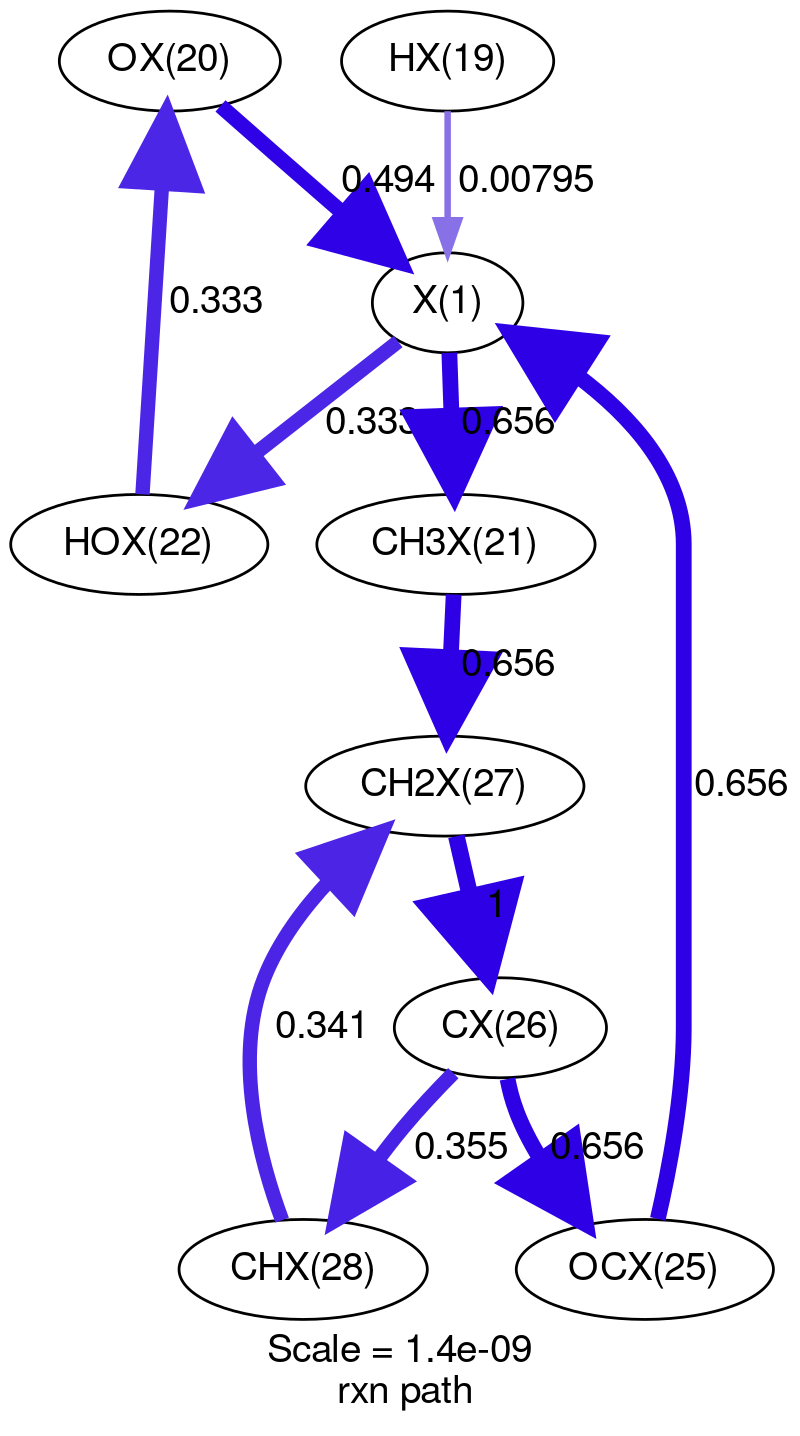 OX(20)
HX(19)
0.494
0.00795
0.333
X(1)
0.333
0.656
HOX(22)
CH3X(21)
0.656
CH2X(27)
0.656
1
0.341
CX(26)
0.355
0.656
CHX(28)
OCX(25)
Scale = 1.4e-09
rxn path